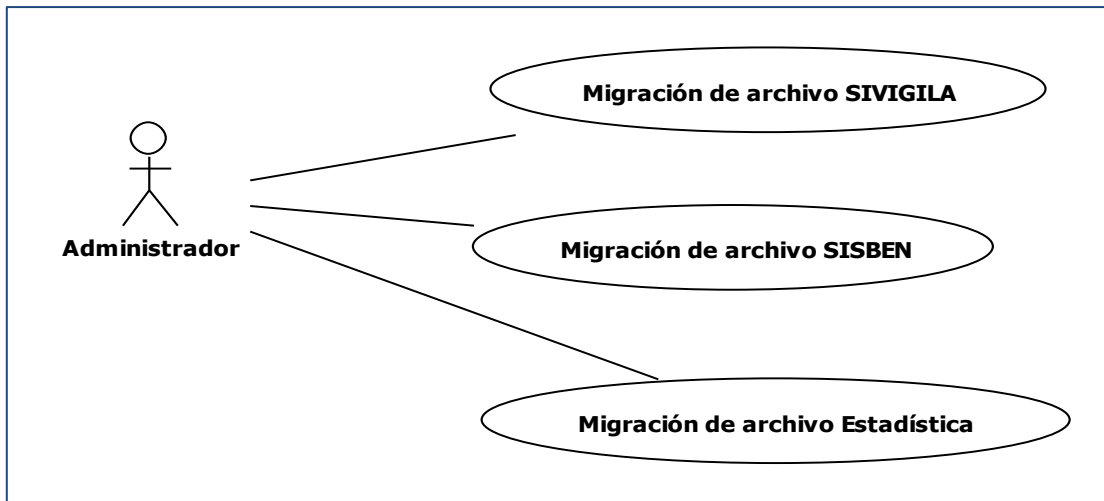 Migración de archivo SIVIGILA
Administrador
Migración de archivo SISBEN
Migración de archivo Estadística